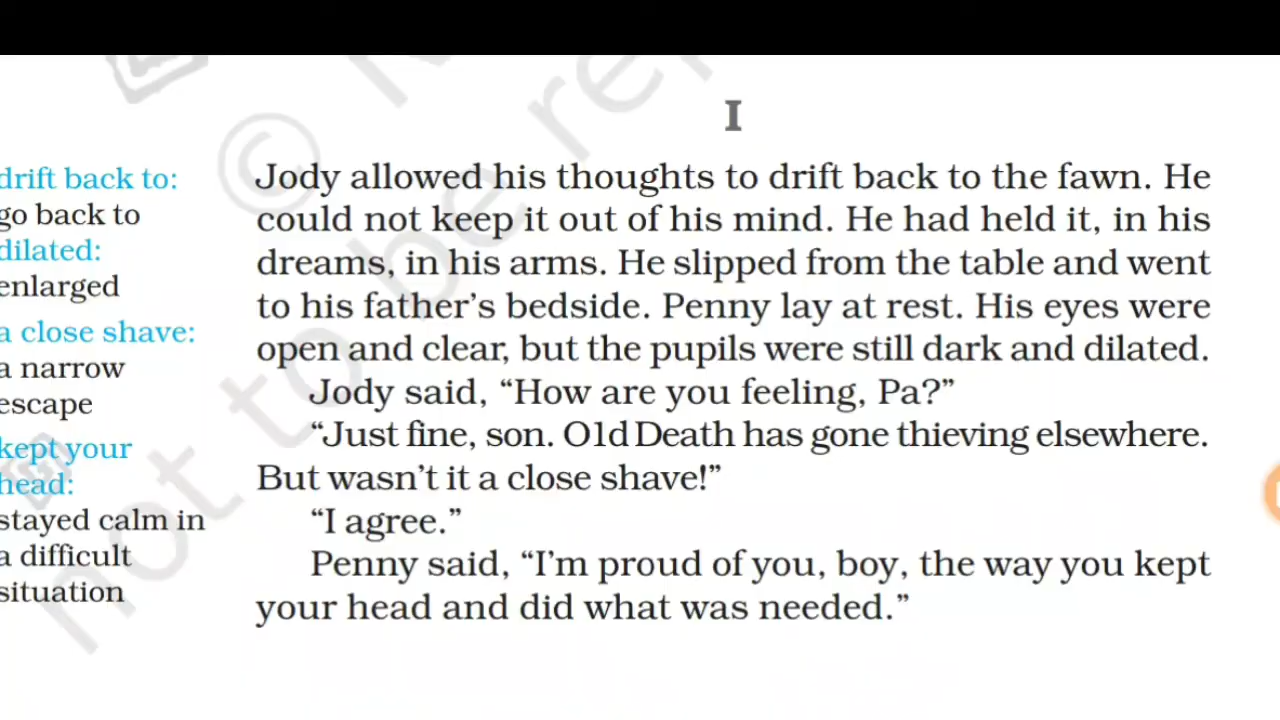 I
drift back to:
go back to
dilated:
enlarged
a close shave:
a narrow
escape
kept your
head:
stayed calm in
a difficult
situation
Jody allowed his thoughts to drift back to the fawn. He
could not keep it out of his mind. He had held it, in his
dreams, in his arms. He slipped from the table and went
to his father’s bedside. Penny lay at rest. His eyes were
open and clear, but the pupils were still dark and dilated.
Jody said, “How are you feeling, Pa?”
“Just fine, son. O1d Death has gone thieving elsewhere.
But wasn’t it a close shave!”
“I agree.”
Penny said, “I’m proud of you, boy, the way you kept
your head and did what was needed.”
©
not to be re